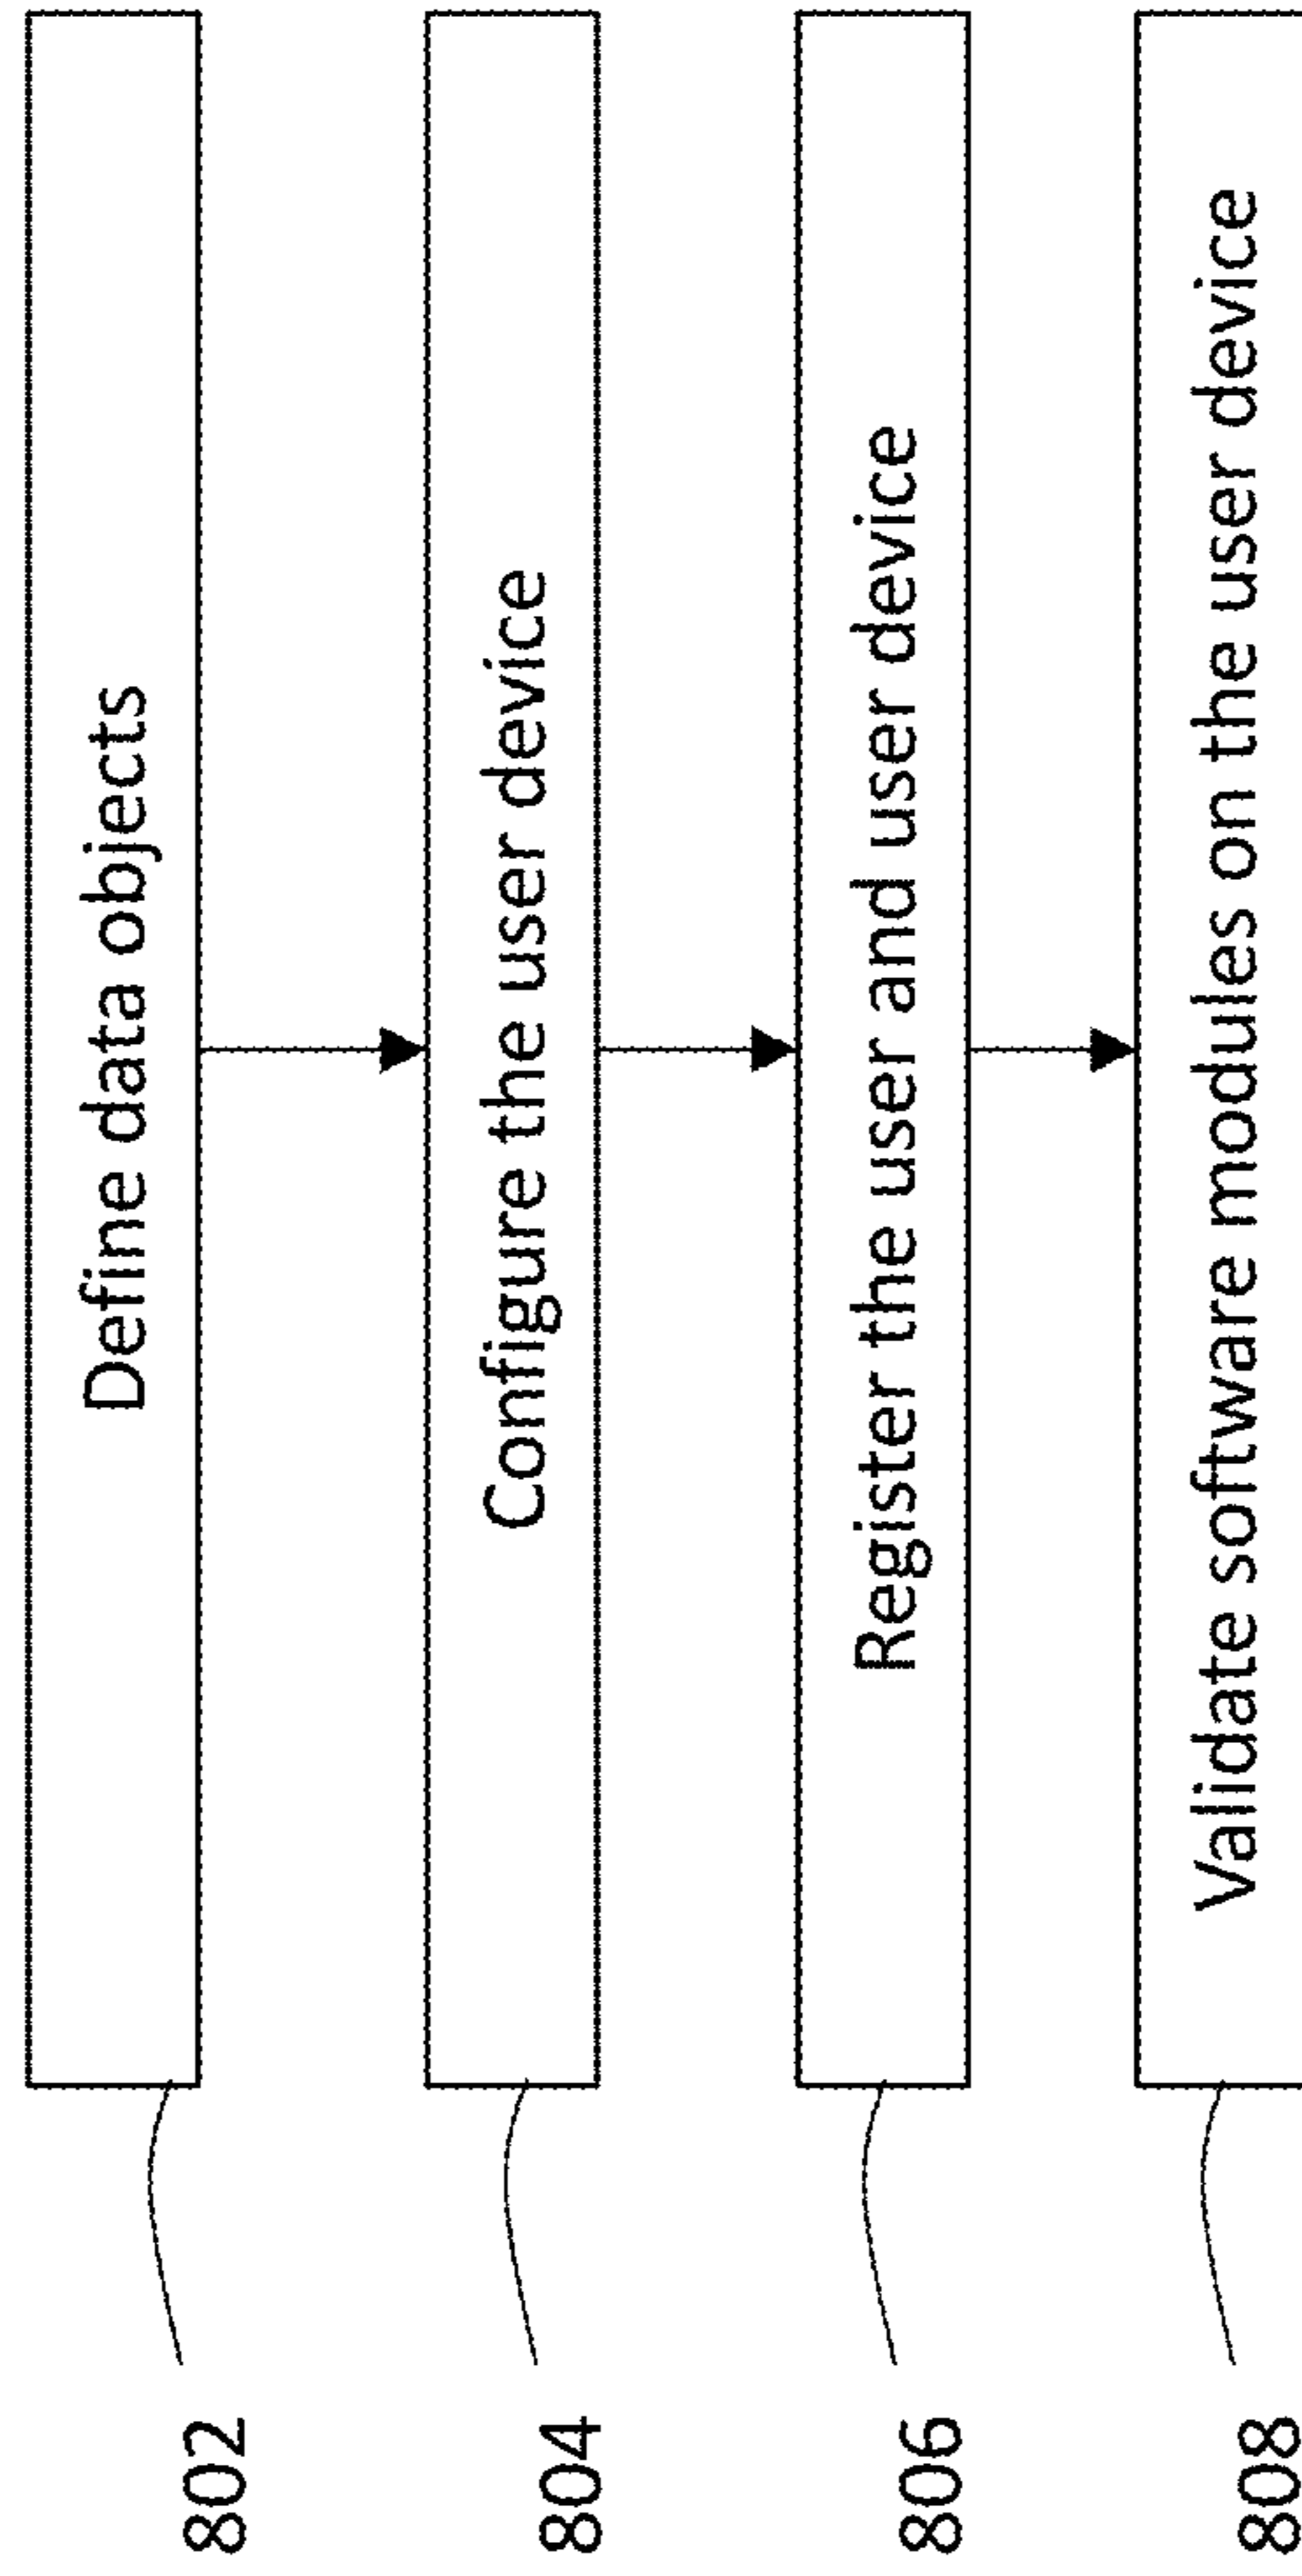 802
Define data objects
804
Configure the user device
806
Register the user and user device
808
Validate software modules on the user device